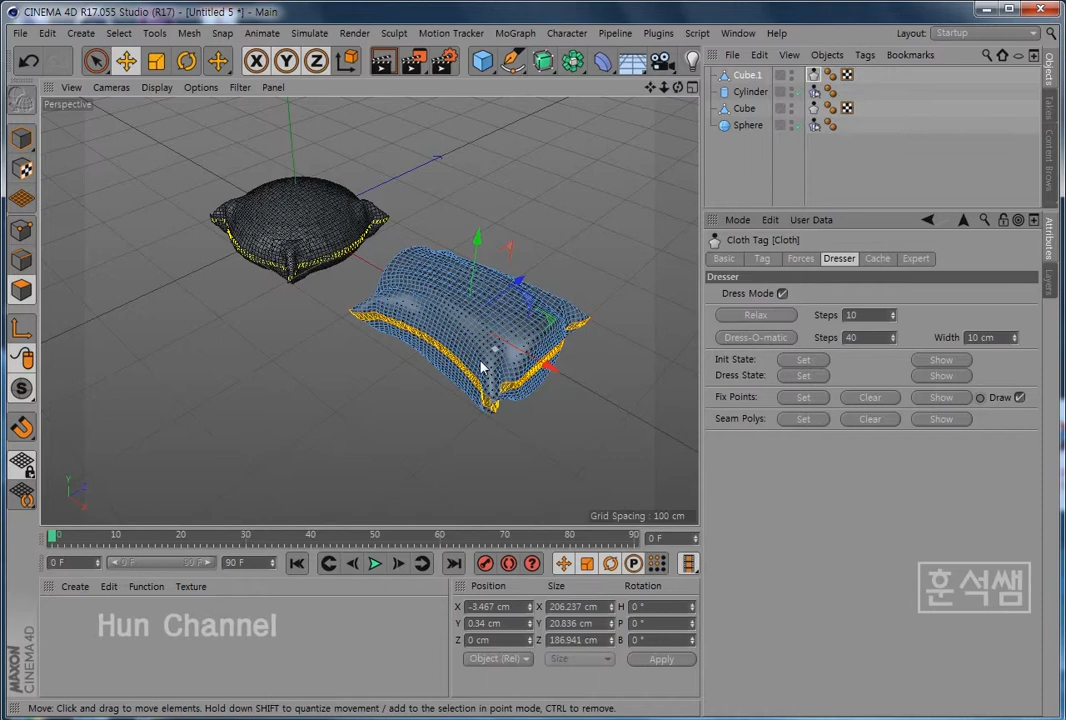 CINEMA 4D R17.055 Studio (R17) - [Untitled 5 *] - Main
File Edit Create Select Tools Mesh Snap Animate Simulate Render Sculpt Motion Tracker MoGraph Character Pipeline Plugins Script Window Help
Layout: Startup
X Y Z
File Edit View Objects Tags Bookmarks
View Cameras Display Options Filter Panel
Perspective
Cube.1
Cylinder
Cube
Sphere
Objects
Takes
Content Brows
Attributes
Layers
Mode Edit User Data
Cloth Tag [Cloth]
Basic Tag Forces Dresser Cache Expert
Dresser
Dress Mode
Relax Steps 10
Dress-O-matic Steps 40 Width 10 cm
Init State: Set Show
Dress State: Set Show
Fix Points: Set Clear Show Draw
Seam Polys: Set Clear Show
S
Y Z X
Grid Spacing : 100 cm
0 10 20 30 40 50 60 70 80 90 0 F
0 F 0 F 90 F 90 F
P
Create Edit Function Texture
Position Size Rotation
X -3.467 cm X 206.237 cm H 0 °
Y 0.34 cm Y 20.836 cm P 0 °
Z 0 cm Z 186.941 cm B 0 °
Object (Rel) Size Apply
Hun Channel
훈석쌤
MAXON
CINEMA 4D
Move: Click and drag to move elements. Hold down SHIFT to quantize movement / add to the selection in point mode, CTRL to remove.